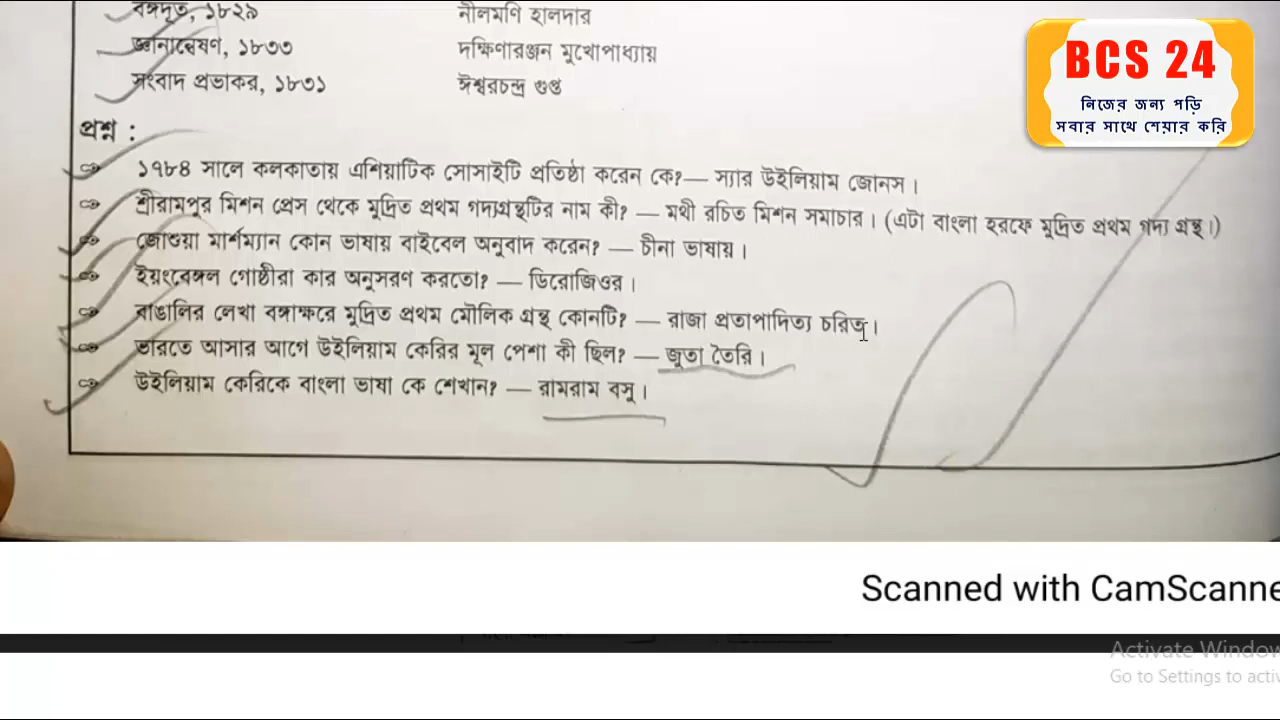 বঙ্গদূত, ১৮২৯ নীলমণি হালদার
জ্ঞানান্বেষণ, ১৮৩৩ দক্ষিণারঞ্জন মুখোপাধ্যায়
সংবাদ প্রভাকর, ১৮৩১ ঈশ্বরচন্দ্র গুপ্ত
BCS 24
নিজের জন্য পড়ি
সবার সাথে শেয়ার করি
প্রশ্ন :
১৭৮৪ সালে কলকাতায় এশিয়াটিক সোসাইটি প্রতিষ্ঠা করেন কে?— স্যার উইলিয়াম জোনস।
শ্রীরামপুর মিশন প্রেস থেকে মুদ্রিত প্রথম গদ্যগ্রন্থটির নাম কী? — মথী রচিত মিশন সমাচার। (এটা বাংলা হরফে মুদ্রিত প্রথম গদ্য গ্রন্থ।)
জোশুয়া মার্শম্যান কোন ভাষায় বাইবেল অনুবাদ করেন? — চীনা ভাষায়।
ইয়ংবেঙ্গল গোষ্ঠীরা কার অনুসরণ করতো? — ডিরোজিওর।
বাঙালির লেখা বঙ্গাক্ষরে মুদ্রিত প্রথম মৌলিক গ্রন্থ কোনটি? — রাজা প্রতাপাদিত্য চরিত্র।
ভারতে আসার আগে উইলিয়াম কেরির মূল পেশা কী ছিল? — জুতা তৈরি।
উইলিয়াম কেরিকে বাংলা ভাষা কে শেখান? — রামরাম বসু।
Scanned with CamScanne
Activate Window
Go to Settings to activ